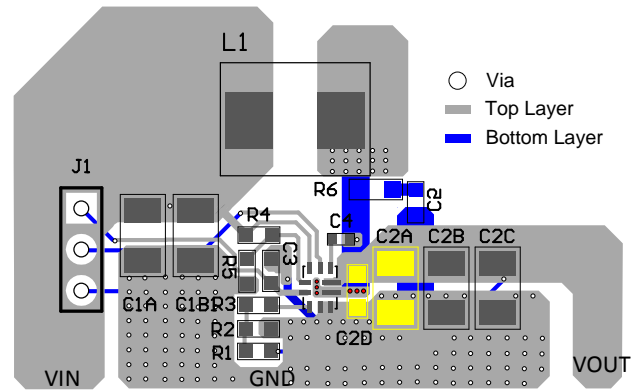 L1
Via
Top Layer
Bottom Layer
J1
R6
C5
R4
C4
C3
C2A
C2B
C2C
R5
C1A
C1B
R3
C2D
R2
R1
VIN
GND
VOUT